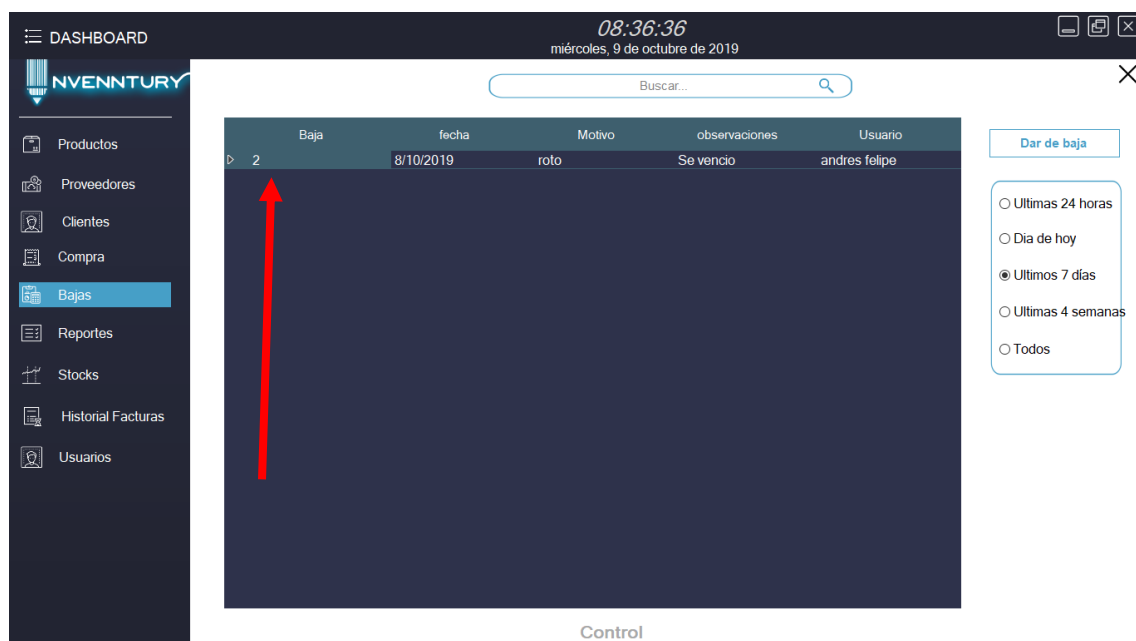 DASHBOARD
08:36:36
miércoles, 9 de octubre de 2019
NVENNTURY
Buscar...
Productos
Proveedores
Clientes
Compra
Bajas
Reportes
Stocks
Historial Facturas
Usuarios
Baja fecha Motivo observaciones Usuario
2 8/10/2019 roto Se vencio andres felipe
Dar de baja
Ultimas 24 horas
Dia de hoy
Ultimos 7 días
Ultimas 4 semanas
Todos
Control